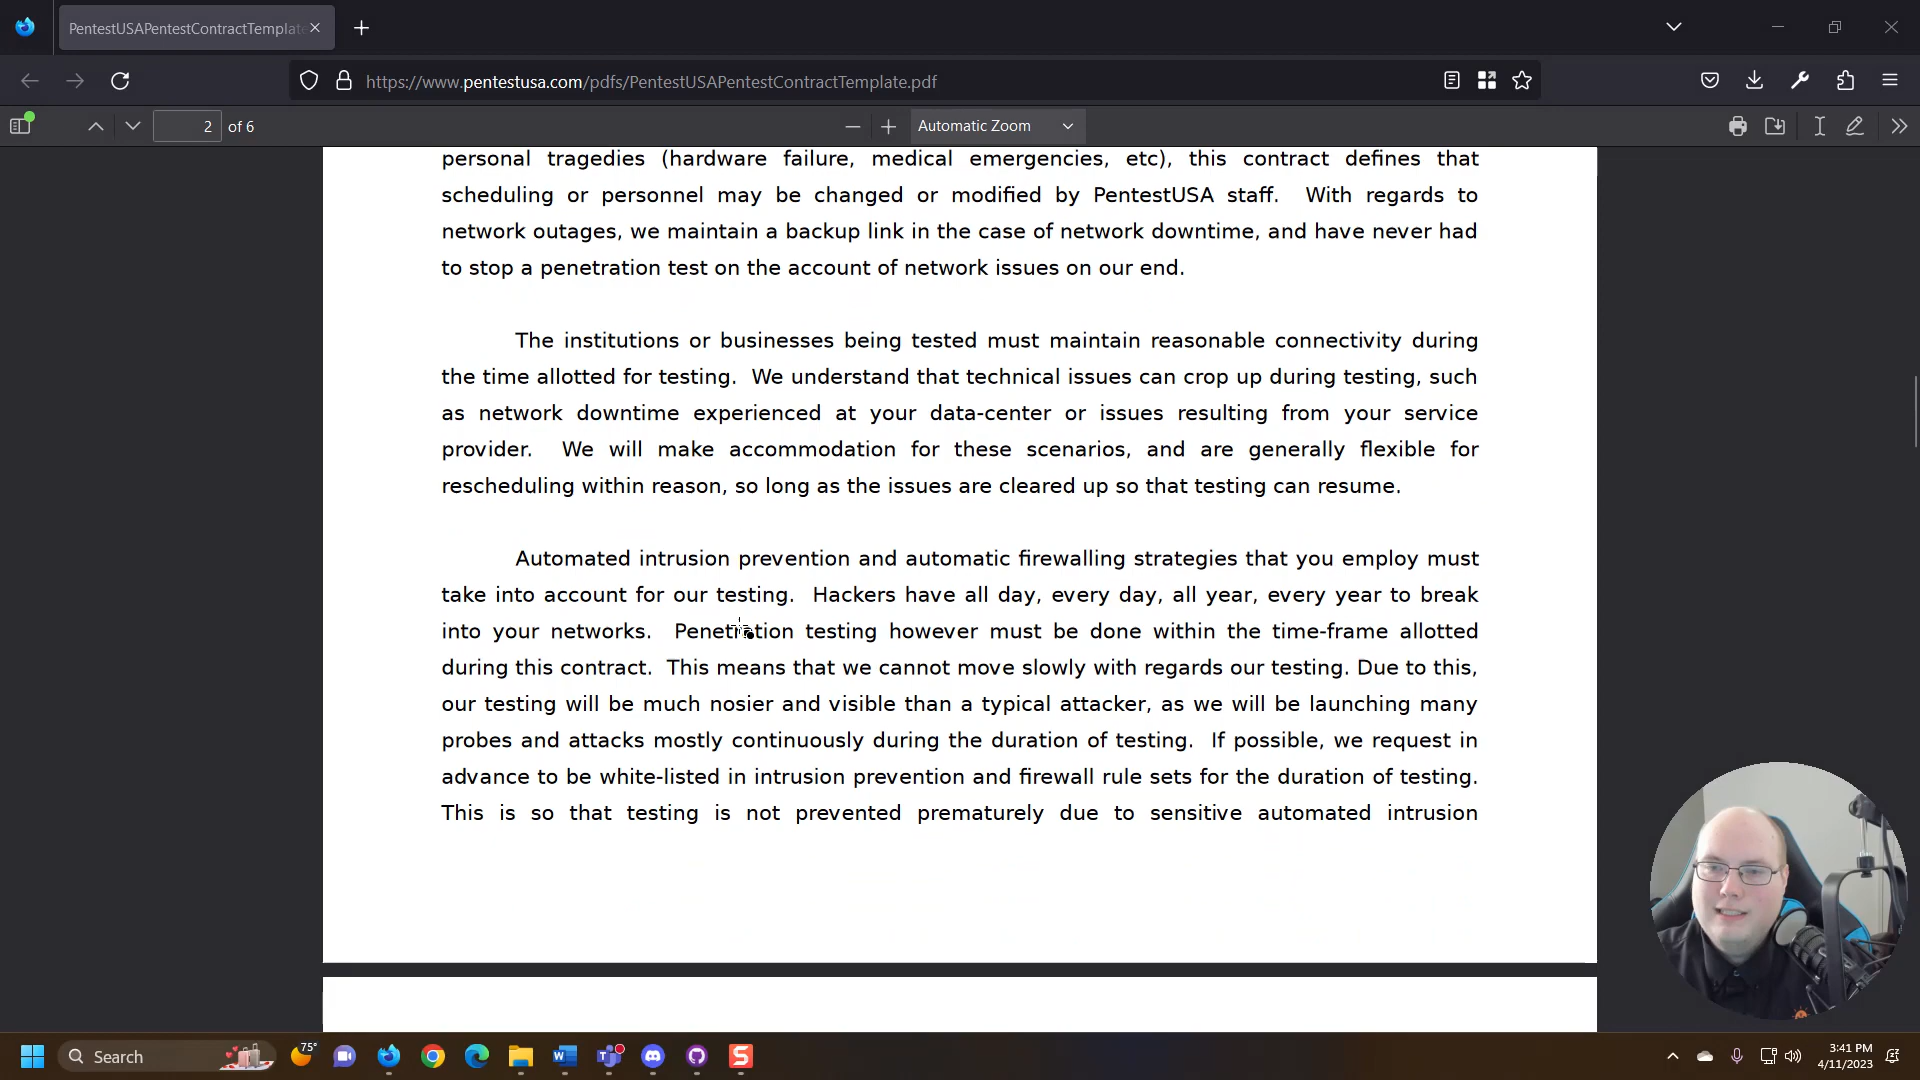 PentestUSAPentestContractTemplate
https://www.pentestusa.com/pdfs/PentestUSAPentestContractTemplate.pdf
2 of 6
Automatic Zoom
personal tragedies (hardware failure, medical emergencies, etc), this contract defines that
scheduling or personnel may be changed or modified by PentestUSA staff. With regards to
network outages, we maintain a backup link in the case of network downtime, and have never had
to stop a penetration test on the account of network issues on our end.
The institutions or businesses being tested must maintain reasonable connectivity during
the time allotted for testing. We understand that technical issues can crop up during testing, such
as network downtime experienced at your data-center or issues resulting from your service
provider. We will make accommodation for these scenarios, and are generally flexible for
rescheduling within reason, so long as the issues are cleared up so that testing can resume.
Automated intrusion prevention and automatic firewalling strategies that you employ must
take into account for our testing. Hackers have all day, every day, all year, every year to break
into your networks. Penetration testing however must be done within the time-frame allotted
during this contract. This means that we cannot move slowly with regards our testing. Due to this,
our testing will be much nosier and visible than a typical attacker, as we will be launching many
probes and attacks mostly continuously during the duration of testing. If possible, we request in
advance to be white-listed in intrusion prevention and firewall rule sets for the duration of testing.
This is so that testing is not prevented prematurely due to sensitive automated intrusion
Search
75°
3:41 PM
4/11/2023